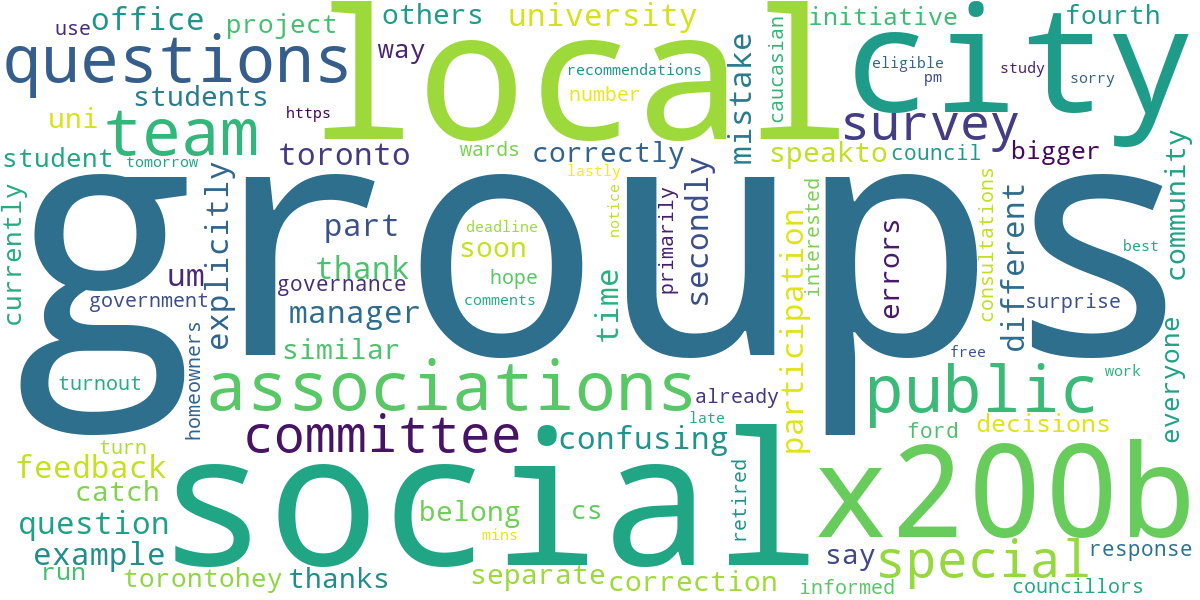 use
office
project
others
university
initiative
fourth
questions
way
local
city
recommendations
number
mistake
caucasian
eligible
pm
study
sorry
students
https
uni
team
survey
student
tomorrow
toronto
wards
correctly
speakto
council
bigger
lastly
groups
currently
explicitly
part
deadline
soon
notice
primarily
secondly
participation
interested
errors
consultations
different
community
best
um
thank
hope
governance
government
comments
time
manager
surprise
homeowners
similar
free
everyone
turnout
associations
already
public
work
late
committee
confusing
ford
decisions
turn
social
x200b
feedback
catch
belong
cs
retired
question
mins
example
say
special
response
run
torontohey
thanks
separate
correction
informed
councillors